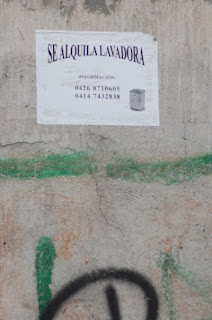 SE ALQUILA LAVADORA
INFORMACION:
0426 8710605
0414 7432838